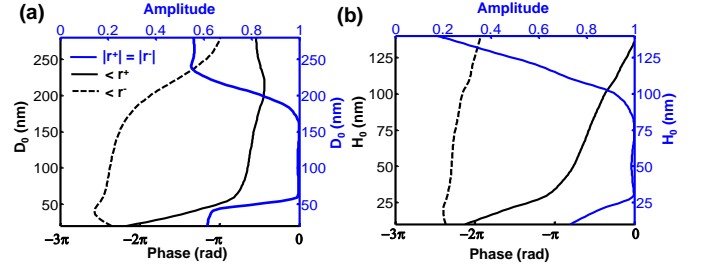 (a)
Amplitude
0 0.2 0.4 0.6 0.8 1
|r⁺| = |r⁻|
< r⁺
< r⁻
D₀ (nm)
250
200
150
100
50
250
200
150
100
50
D₀ (nm)
-3π -2π -π 0
Phase (rad)
(b)
Amplitude
0 0.2 0.4 0.6 0.8 1
H₀ (nm)
125
100
75
50
25
125
100
75
50
25
H₀ (nm)
-3π -2π -π 0
Phase (rad)